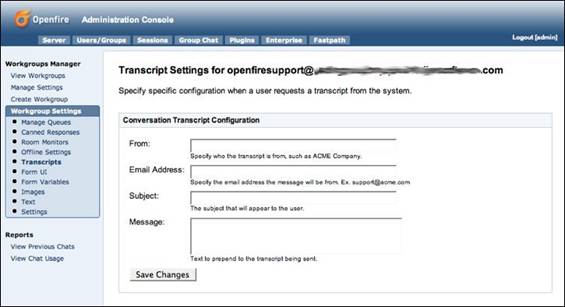 Openfire Administration Console
Server Users/Groups Sessions Group Chat Plugins Enterprise Fastpath Logout [admin]
Workgroups Manager
View Workgroups
Manage Settings
Create Workgroup
Workgroup Settings
Manage Queues
Canned Responses
Room Monitors
Offline Settings
Transcripts
Form UI
Form Variables
Images
Text
Settings
Reports
View Previous Chats
View Chat Usage
Transcript Settings for openfiresupport@ .com
Specify specific configuration when a user requests a transcript from the system.
Conversation Transcript Configuration
From:
Specify who the transcript is from, such as ACME Company.
Email Address:
Specify the email address the message will be from. Ex. support@acme.com
Subject:
The subject that will appear to the user.
Message:
Text to prepend to the transcript being sent.
Save Changes